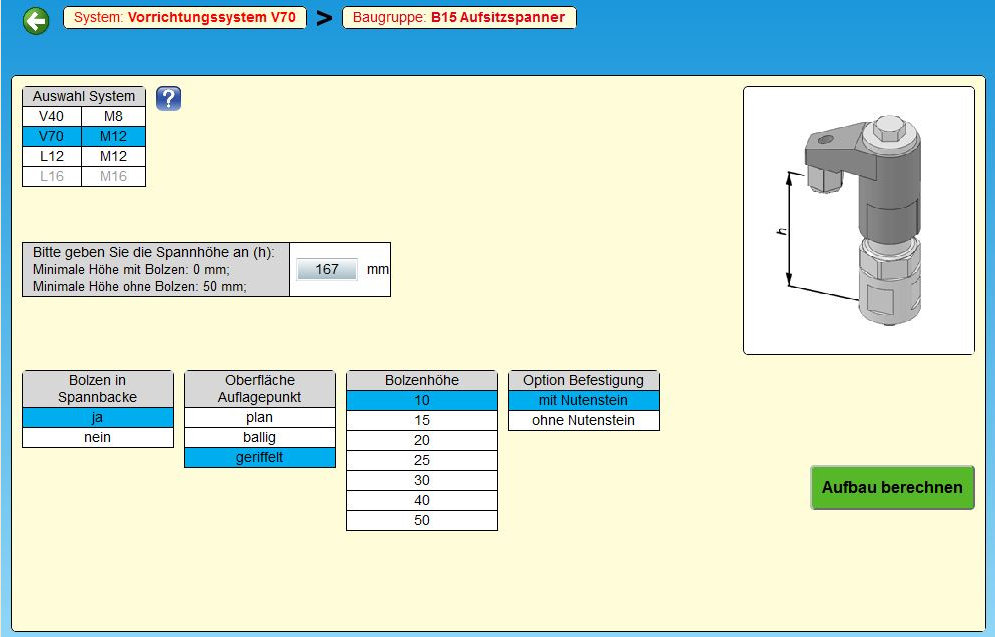 System: Vorrichtungssystem V70 > Baugruppe: B15 Aufsitzspanner
Auswahl System ?
V40 M8
V70 M12
L12 M12
L16 M16
Bitte geben Sie die Spannhöhe an (h):
Minimale Höhe mit Bolzen: 0 mm;
Minimale Höhe ohne Bolzen: 50 mm;
167 mm
h
Bolzen in
Spannbacke
ja
nein
Oberfläche
Auflagepunkt
plan
ballig
geriffelt
Bolzenhöhe
10
15
20
25
30
40
50
Option Befestigung
mit Nutenstein
ohne Nutenstein
Aufbau berechnen